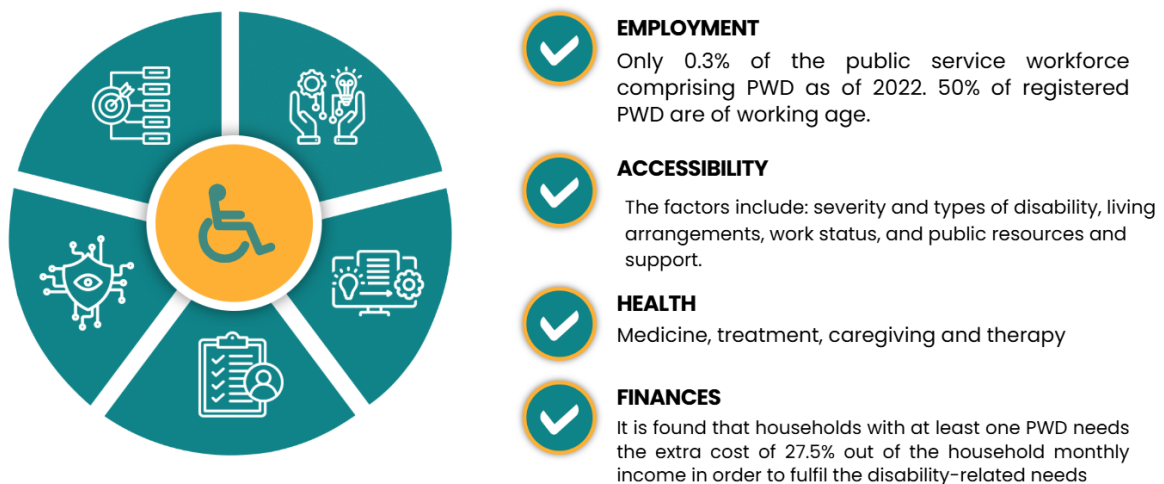 EMPLOYMENT
Only 0.3% of the public service workforce
comprising PWD as of 2022. 50% of registered
PWD are of working age.
ACCESSIBILITY
The factors include: severity and types of disability, living
arrangements, work status, and public resources and
support.
HEALTH
Medicine, treatment, caregiving and therapy
FINANCES
It is found that households with at least one PWD needs
the extra cost of 27.5% out of the household monthly
income in order to fulfil the disability-related needs